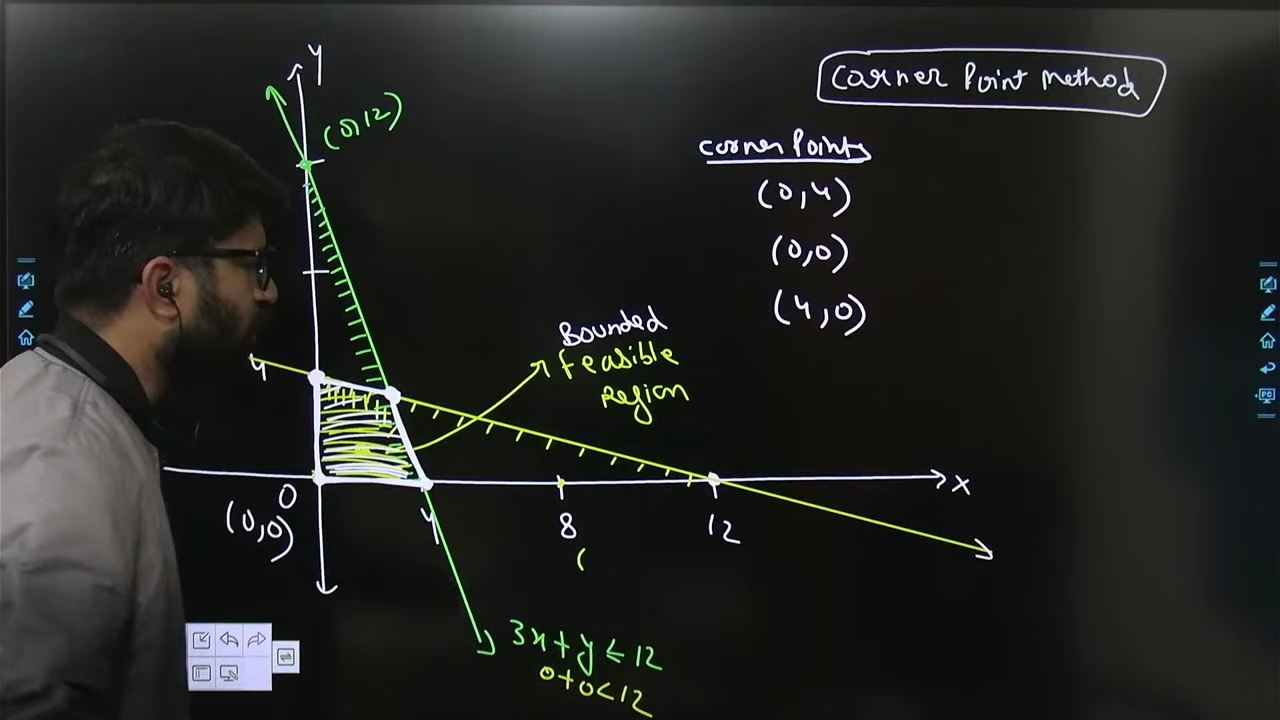 Corner Point Method
y
(0,12)
Corner Points
(0,4)
(0,0)
(4,0)
Bounded
feasible
region
4
x
0
(0,0)
4
8
12
(
3x+y≤12
0+0<12